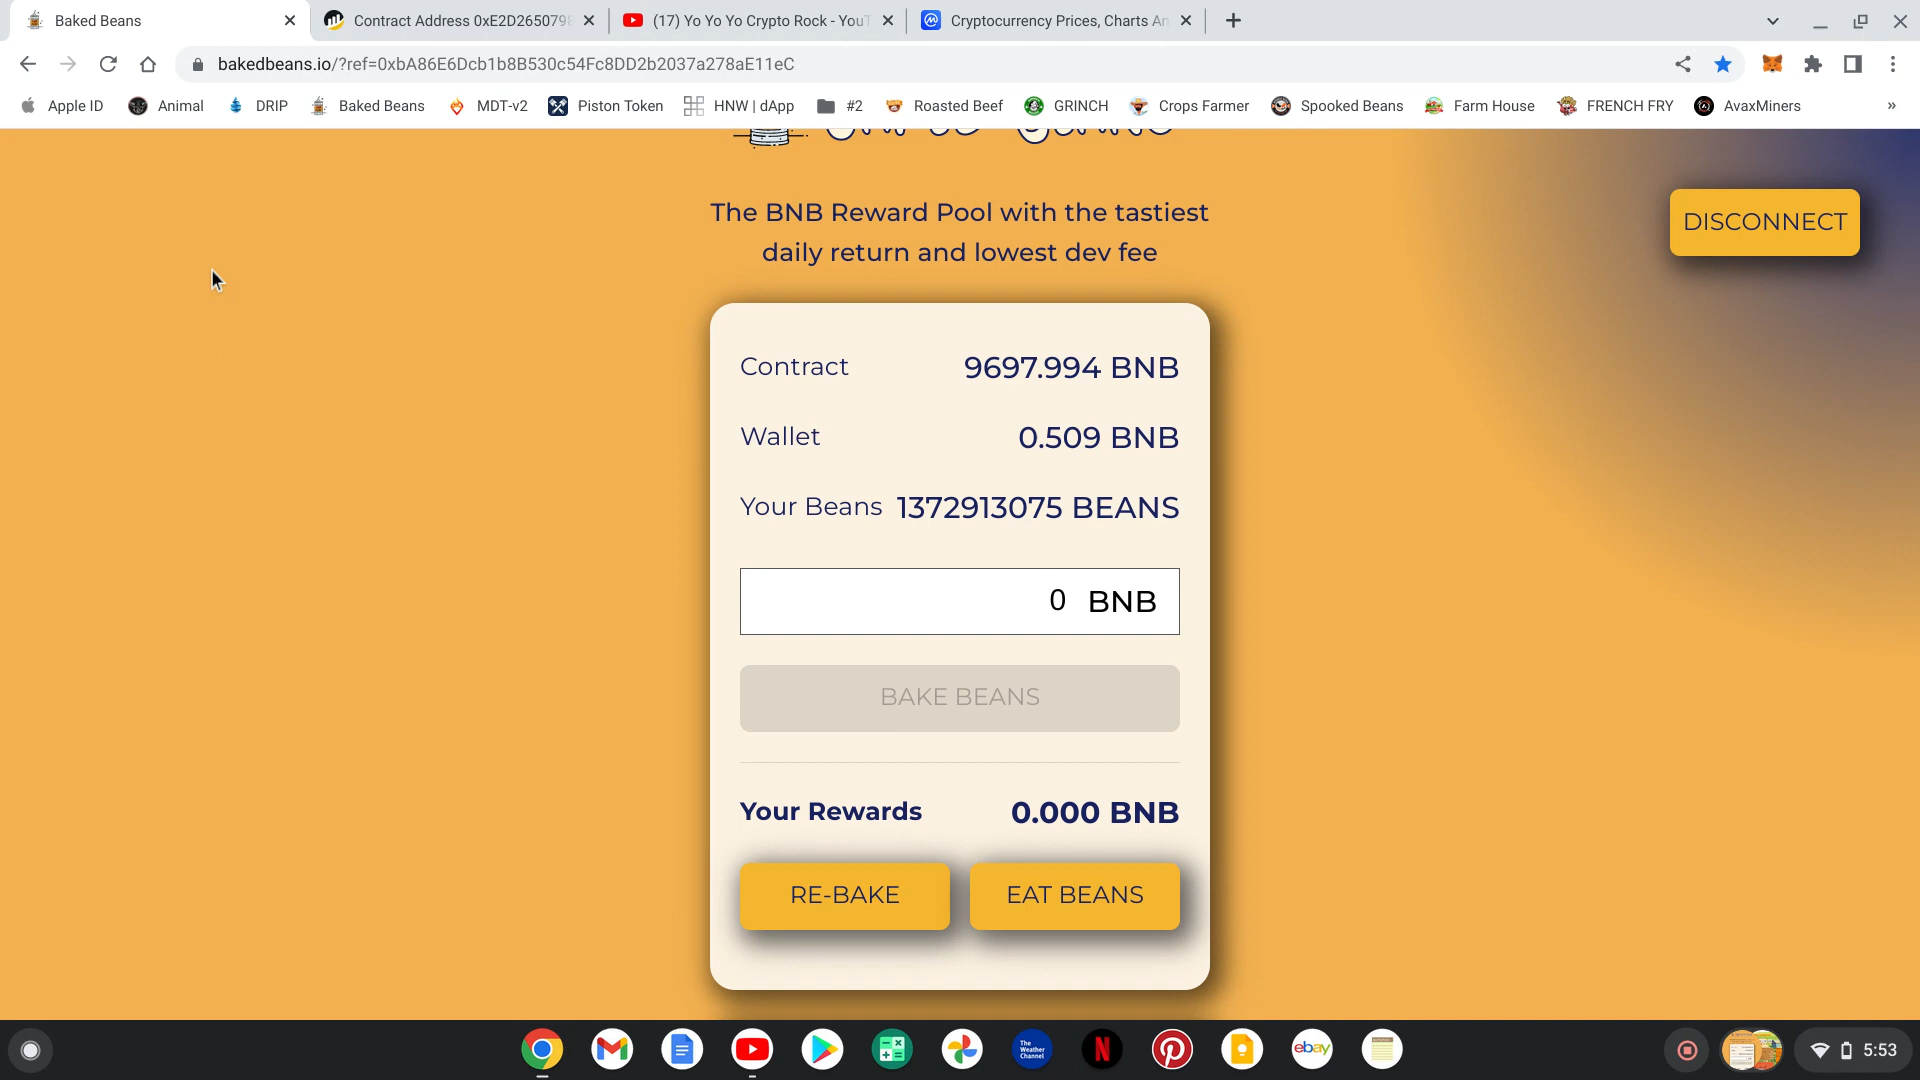 Baked Beans
Contract Address 0xE2D265079
(17) Yo Yo Yo Crypto Rock - YouT
Cryptocurrency Prices, Charts An
bakedbeans.io/?ref=0xbA86E6Dcb1b8B530c54Fc8DD2b2037a278aE11eC
Apple ID
Animal
DRIP
Baked Beans
MDT-v2
Piston Token
HNW | dApp
#2
Roasted Beef
GRINCH
Crops Farmer
Spooked Beans
Farm House
FRENCH FRY
AvaxMiners
»
The BNB Reward Pool with the tastiest
daily return and lowest dev fee
DISCONNECT
Contract 9697.994 BNB
Wallet 0.509 BNB
Your Beans 1372913075 BEANS
0 BNB
BAKE BEANS
Your Rewards 0.000 BNB
RE-BAKE
EAT BEANS
The
Weather
Channel
N
ebay
5:53